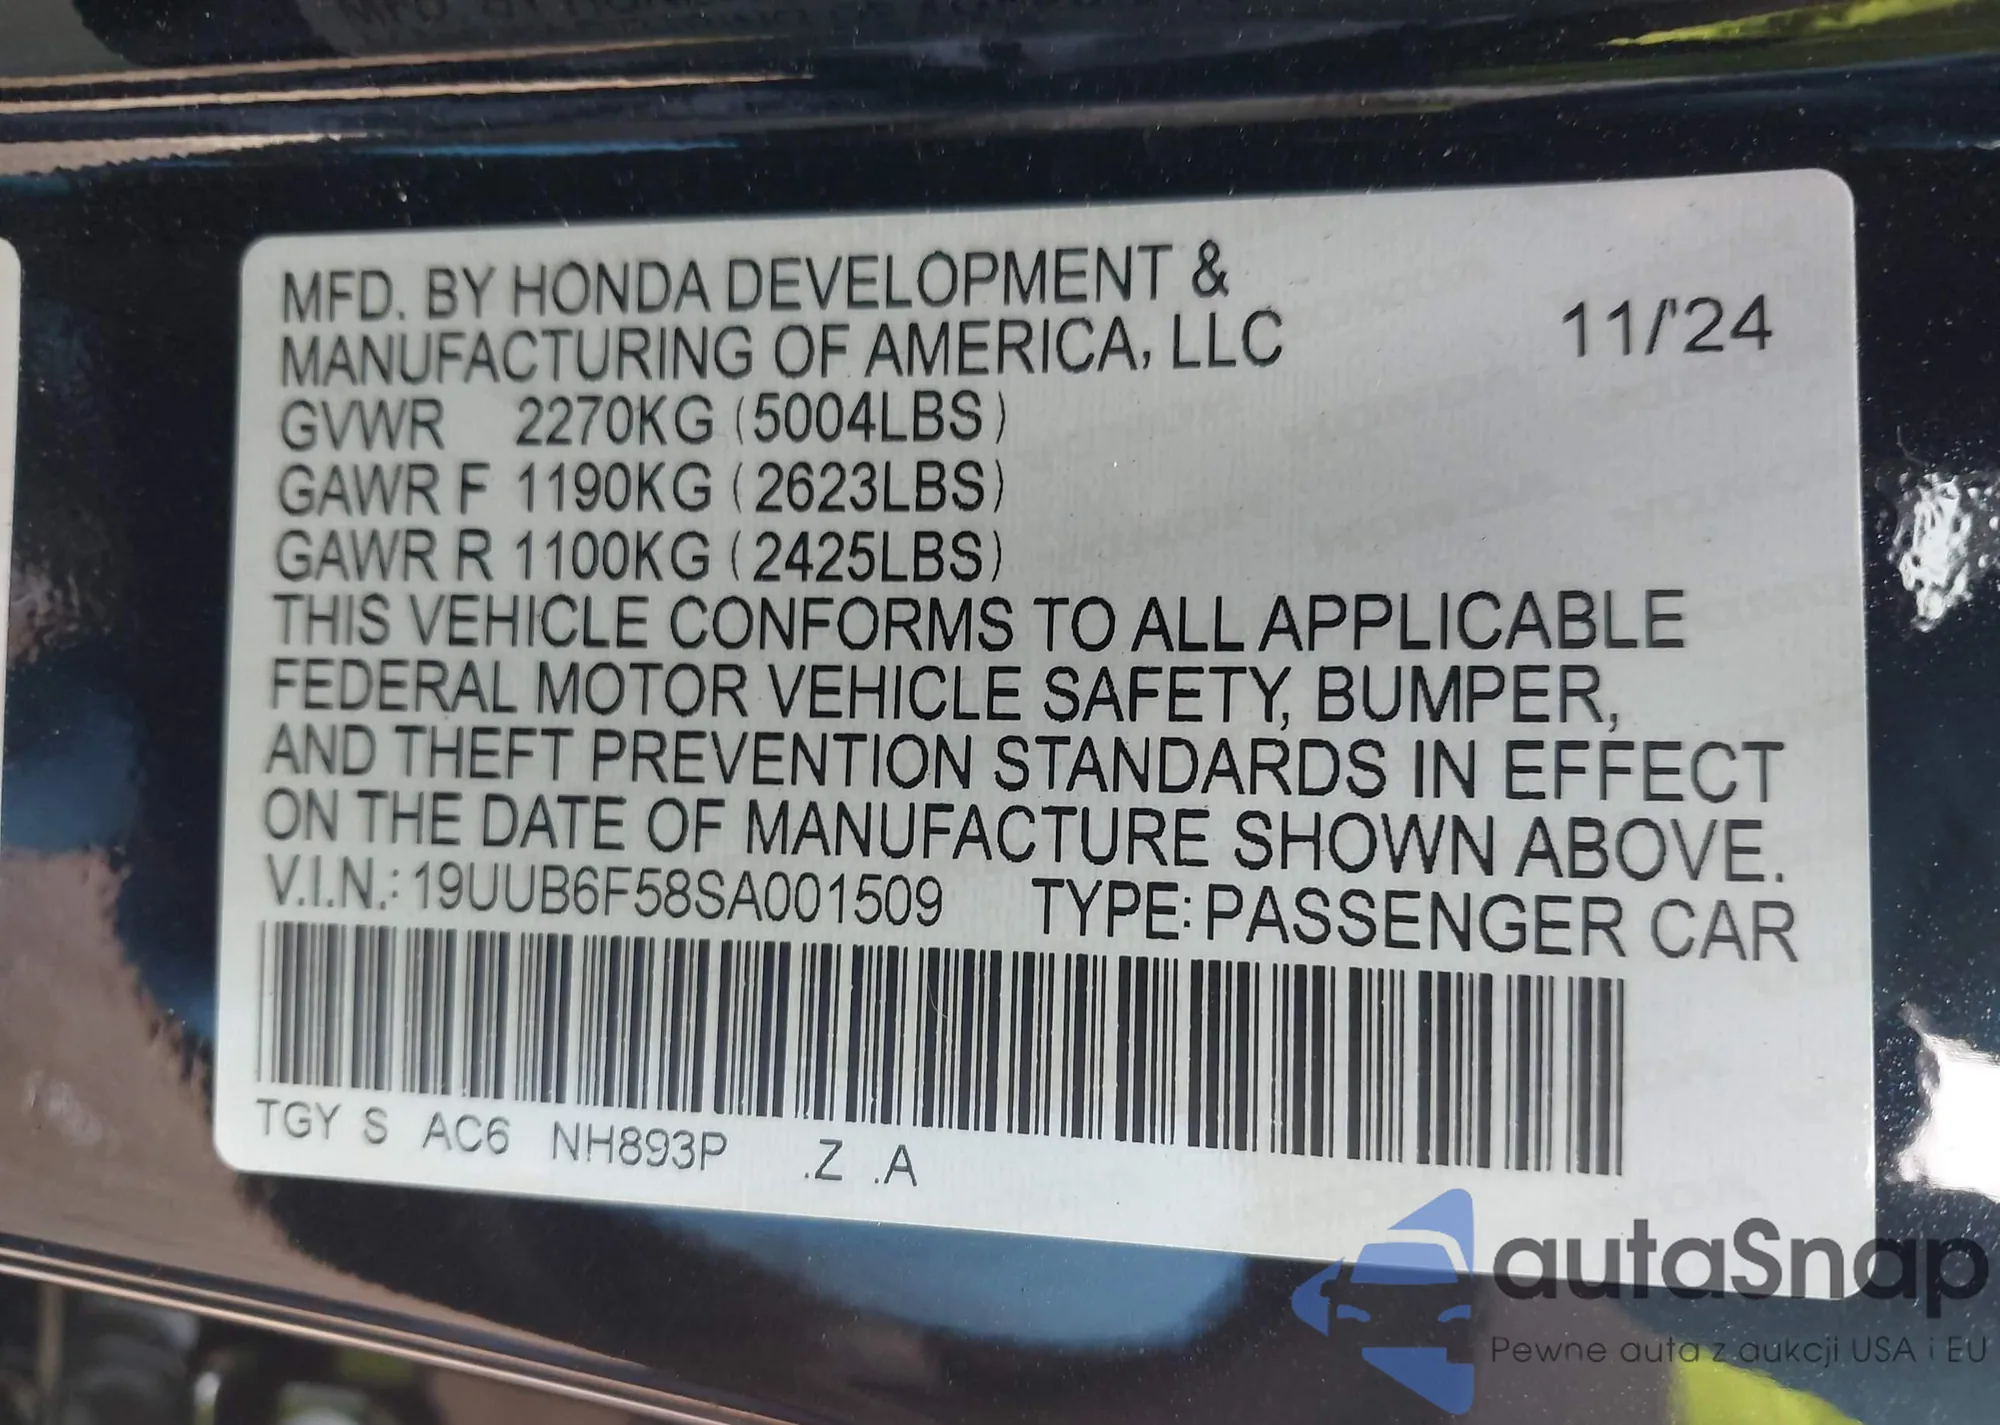 MFD. BY HONDA DEVELOPMENT &
MANUFACTURING OF AMERICA, LLC
11/'24
GVWR 2270KG (5004LBS)
GAWR F 1190KG (2623LBS)
GAWR R 1100KG (2425LBS)
THIS VEHICLE CONFORMS TO ALL APPLICABLE
FEDERAL MOTOR VEHICLE SAFETY, BUMPER,
AND THEFT PREVENTION STANDARDS IN EFFECT
ON THE DATE OF MANUFACTURE SHOWN ABOVE.
V.I.N.: 19UUB6F58SA001509 TYPE: PASSENGER CAR
TGY S AC6 NH893P .Z .A
autaSnap
Pewne auta z aukcji USA i EU